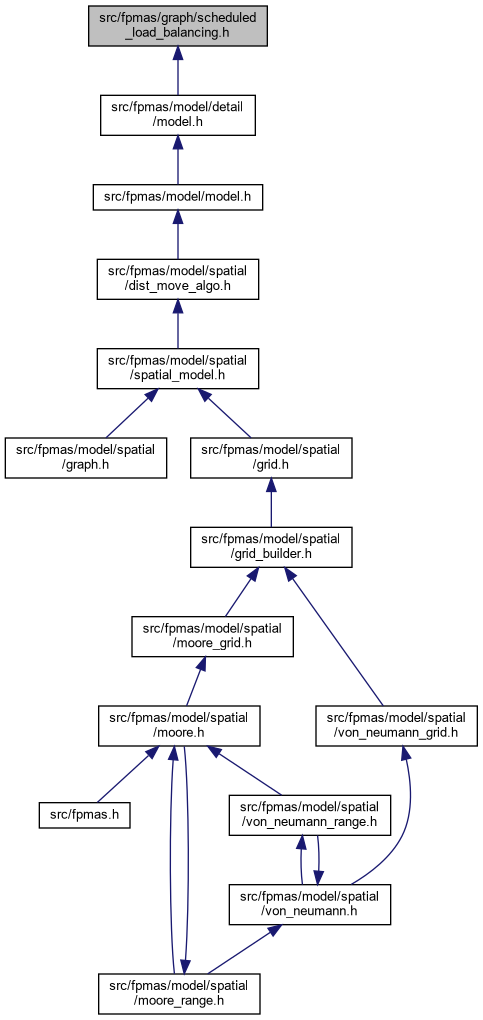 src/fpmas/graph/scheduled
_load_balancing.h
src/fpmas/model/detail
/model.h
src/fpmas/model/model.h
src/fpmas/model/spatial
/dist_move_algo.h
src/fpmas/model/spatial
/spatial_model.h
src/fpmas/model/spatial
/graph.h
src/fpmas/model/spatial
/grid.h
src/fpmas/model/spatial
/grid_builder.h
src/fpmas/model/spatial
/moore_grid.h
src/fpmas/model/spatial
/moore.h
src/fpmas/model/spatial
/von_neumann_grid.h
src/fpmas.h
src/fpmas/model/spatial
/von_neumann_range.h
src/fpmas/model/spatial
/von_neumann.h
src/fpmas/model/spatial
/moore_range.h